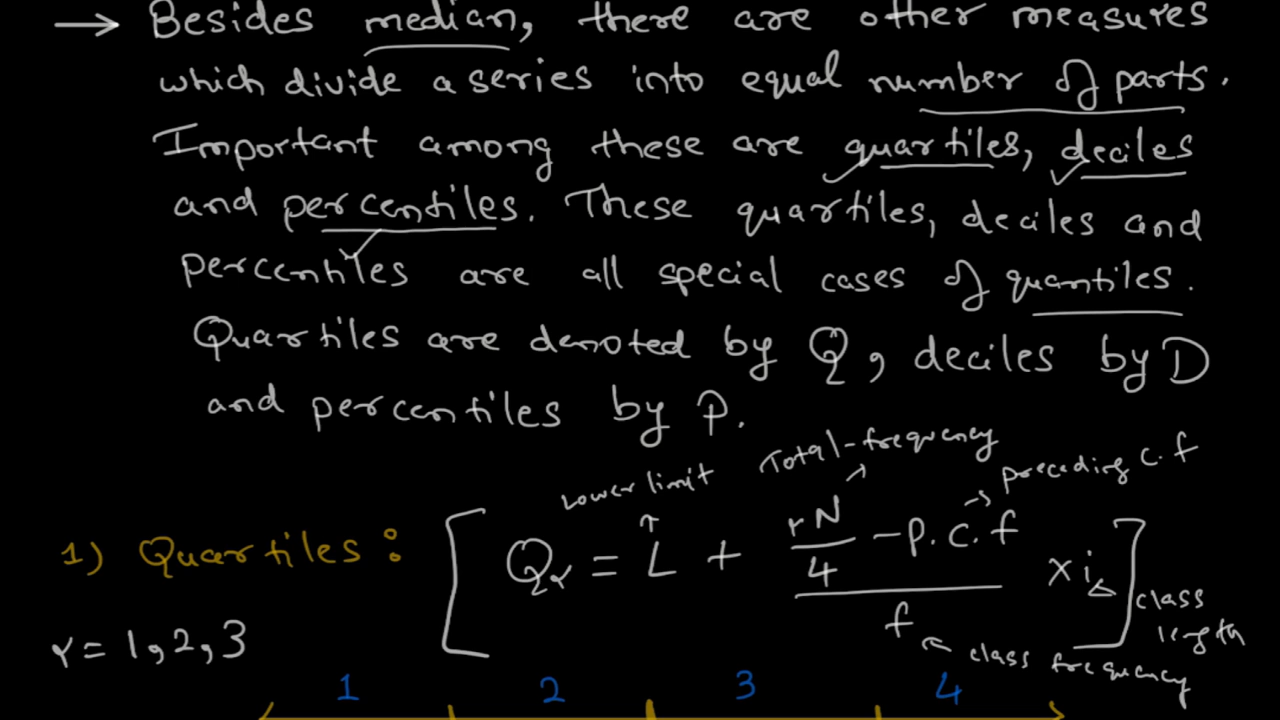 → Besides median, there are other measures
which divide a series into equal number of parts.
Important among these are quartiles, deciles
and percentiles. These quartiles, deciles and
percentiles are all special cases of quantiles.
Quartiles are denoted by Q, deciles by D
and percentiles by P.
Lower limit Total-frequency preceding c.f
1) Quartiles: [Qr = L + (rN/4 - p.c.f)/f × i] class length
class frequency
r = 1, 2, 3
1 2 3 4